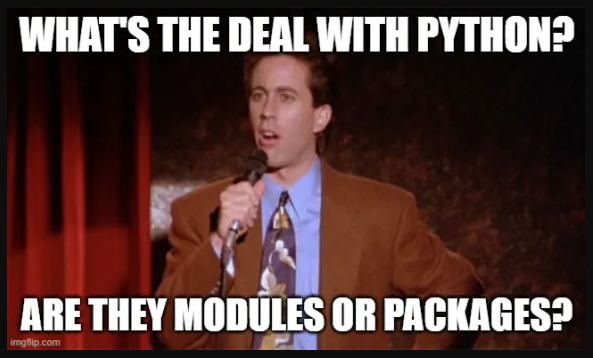 WHAT'S THE DEAL WITH PYTHON?
ARE THEY MODULES OR PACKAGES?
imgflip.com